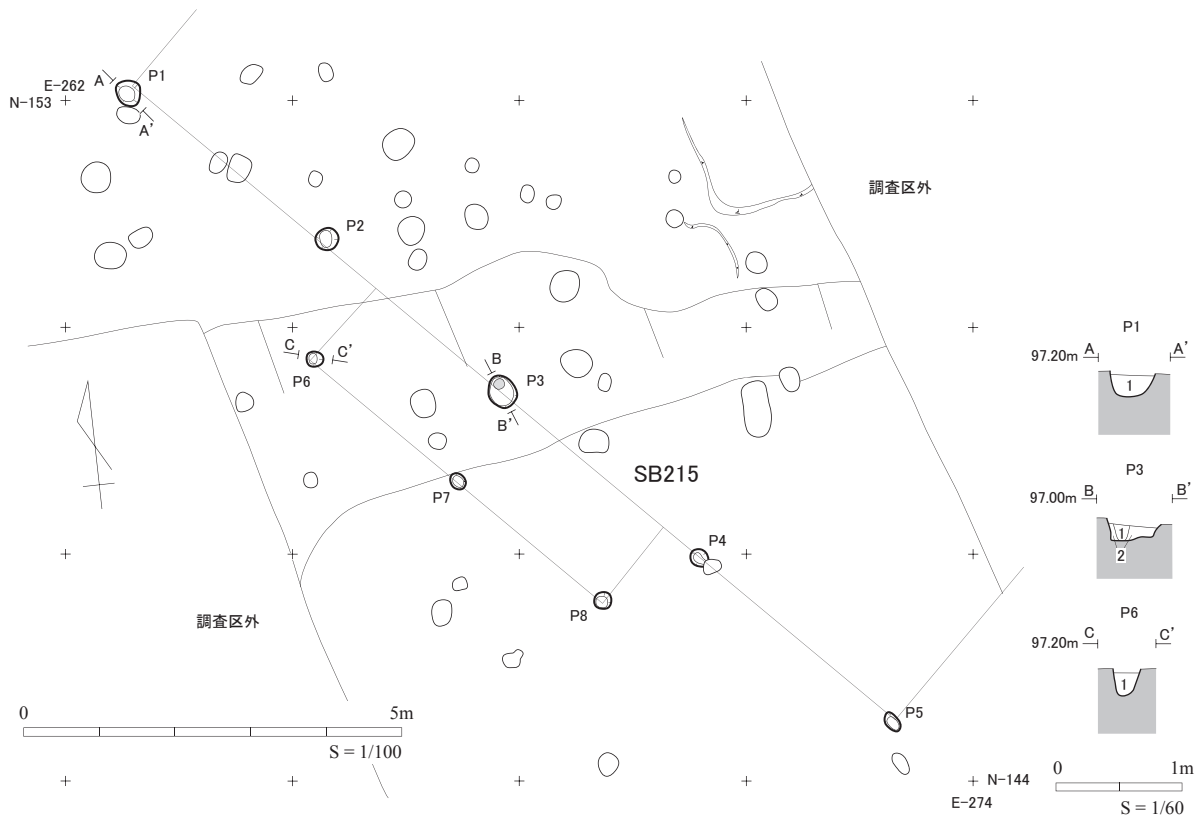 E-262
N-153
A
P1
A'
P2
調査区外
C
C'
P6
B
P3
B'
SB215
P7
P4
P8
調査区外
P5
0
5m
S = 1/100
N-144
E-274
P1
97.20m
A
A'
1
P3
97.00m
B
B'
1
2
P6
97.20m
C
C'
1
0
1m
S = 1/60